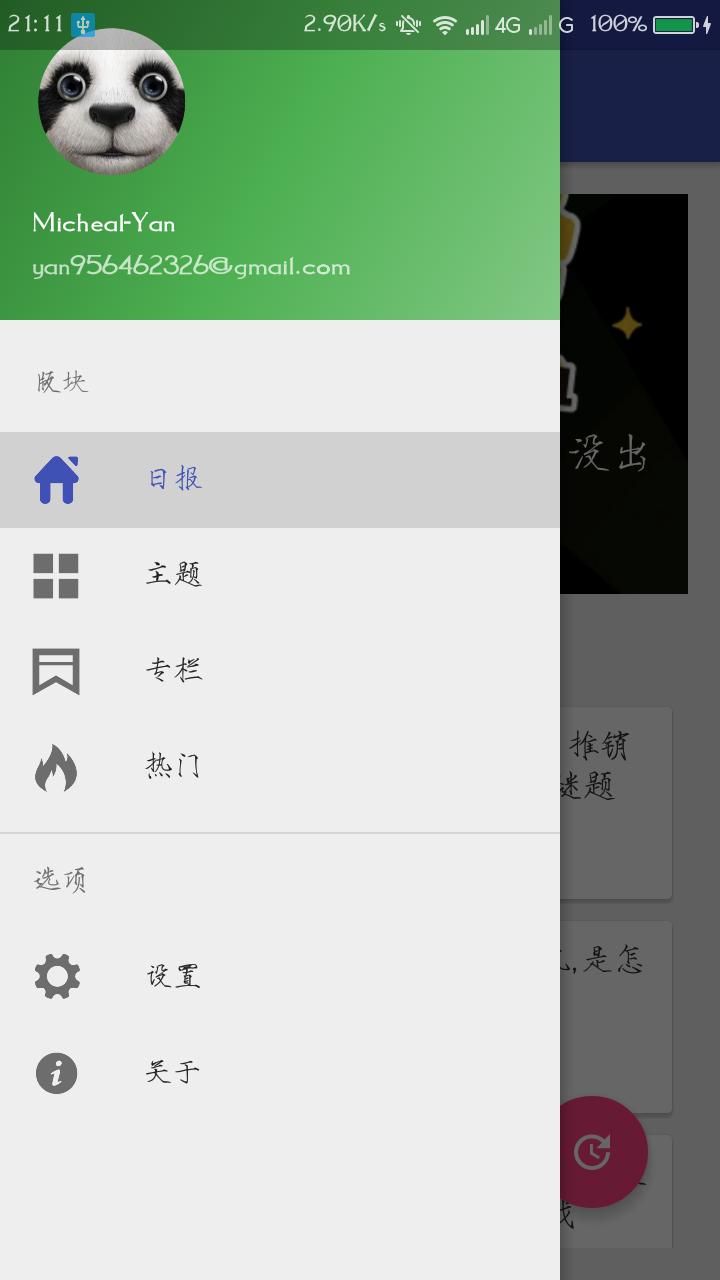 21:11 2.90K/s 4G G 100%
Micheal-Yan
yan956462326@gmail.com
版块
日报
主题
专栏
热门
选项
设置
关于
没出
推销
谜题
,是怎